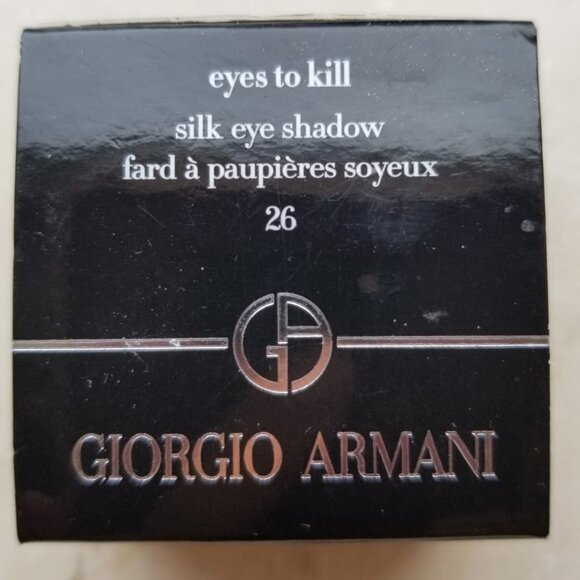 eyes to kill
silk eye shadow
fard à paupières soyeux
26
GA
GIORGIO ARMANI